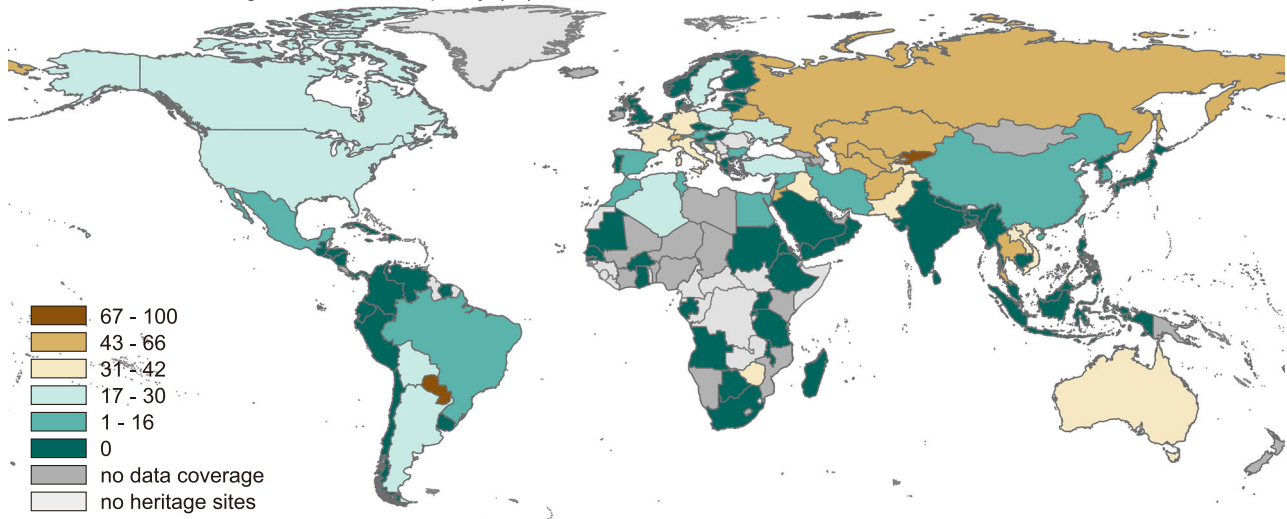 67 - 100
43 - 66
31 - 42
17 - 30
1 - 16
0
no data coverage
no heritage sites